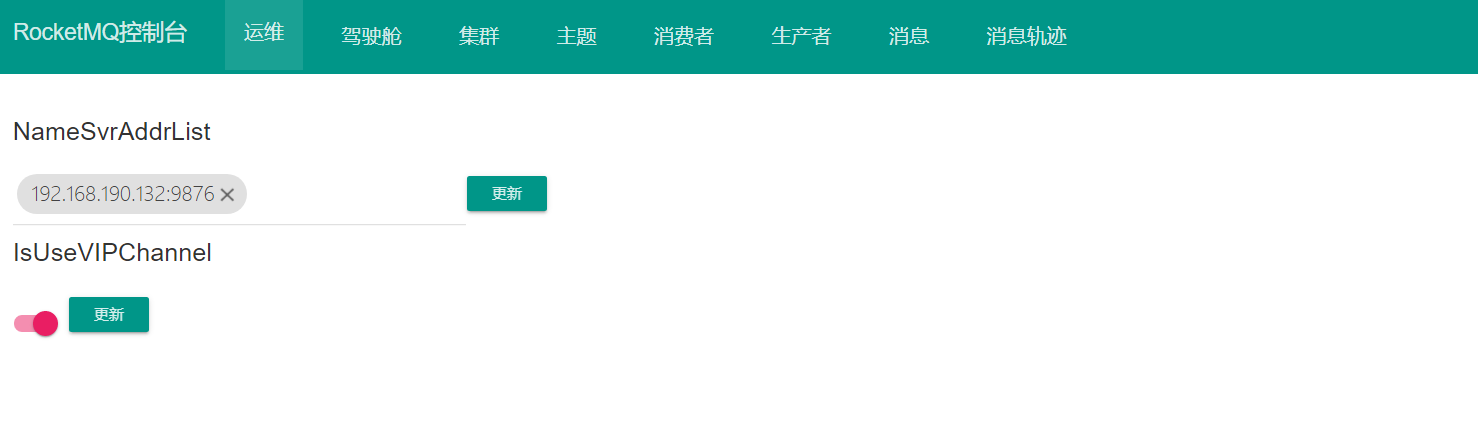 RocketMQ控制台 运维 驾驶舱 集群 主题 消费者 生产者 消息 消息轨迹
NameSvrAddrList
192.168.190.132:9876 更新
IsUseVIPChannel
更新